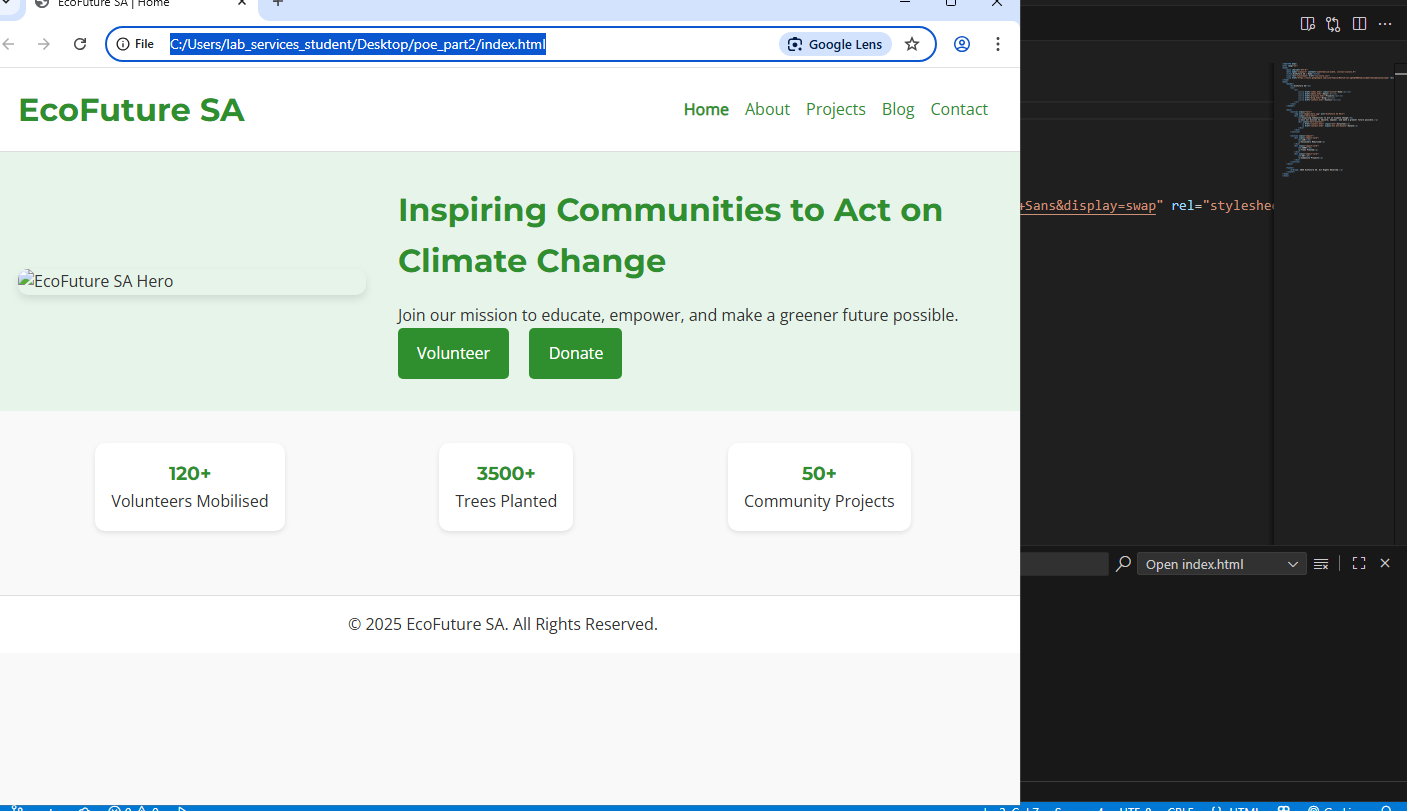 EcoFuture SA | Home
File
C:/Users/lab_services_student/Desktop/poe_part2/index.html
Google Lens
EcoFuture SA
Home About Projects Blog Contact
EcoFuture SA Hero
Inspiring Communities to Act on
Climate Change
Join our mission to educate, empower, and make a greener future possible.
Volunteer Donate
120+
Volunteers Mobilised
3500+
Trees Planted
50+
Community Projects
© 2025 EcoFuture SA. All Rights Reserved.
+Sans&display=swap" rel="styleshe
Open index.html